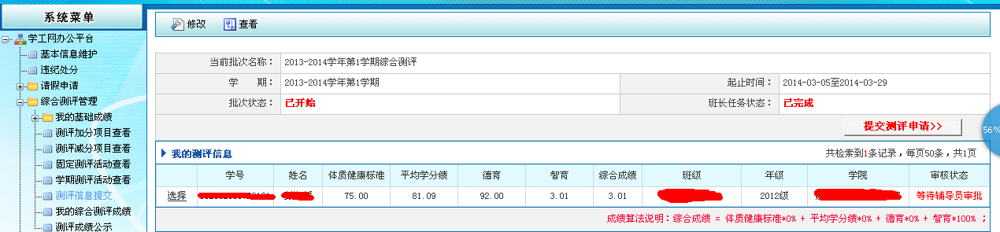 系统菜单
学工网办公平台
基本信息维护
违纪处分
请假申请
综合测评管理
我的基础成绩
测评加分项目查看
测评减分项目查看
固定测评活动查看
学期测评活动查看
测评信息提交
我的综合测评成绩
测评成绩公示
修改 查看
当前批次名称： 2013-2014学年第1学期综合测评
学 期： 2013-2014学年第1学期 起止时间： 2014-03-05至2014-03-29
批次状态： 已开始 班长任务状态： 已完成
提交测评申请>>
56%
我的测评信息 共检索到1条记录，每页50条，共1页
学号 姓名 体质健康标准 平均学分绩 德育 智育 综合成绩 班级 年级 学院 审核状态
选择 75.00 81.09 92.00 3.01 3.01 2012级 等待辅导员审批
成绩算法说明：综合成绩 = 体质健康标准*0% + 平均学分绩*0% + 德育*0% + 智育*100% ；